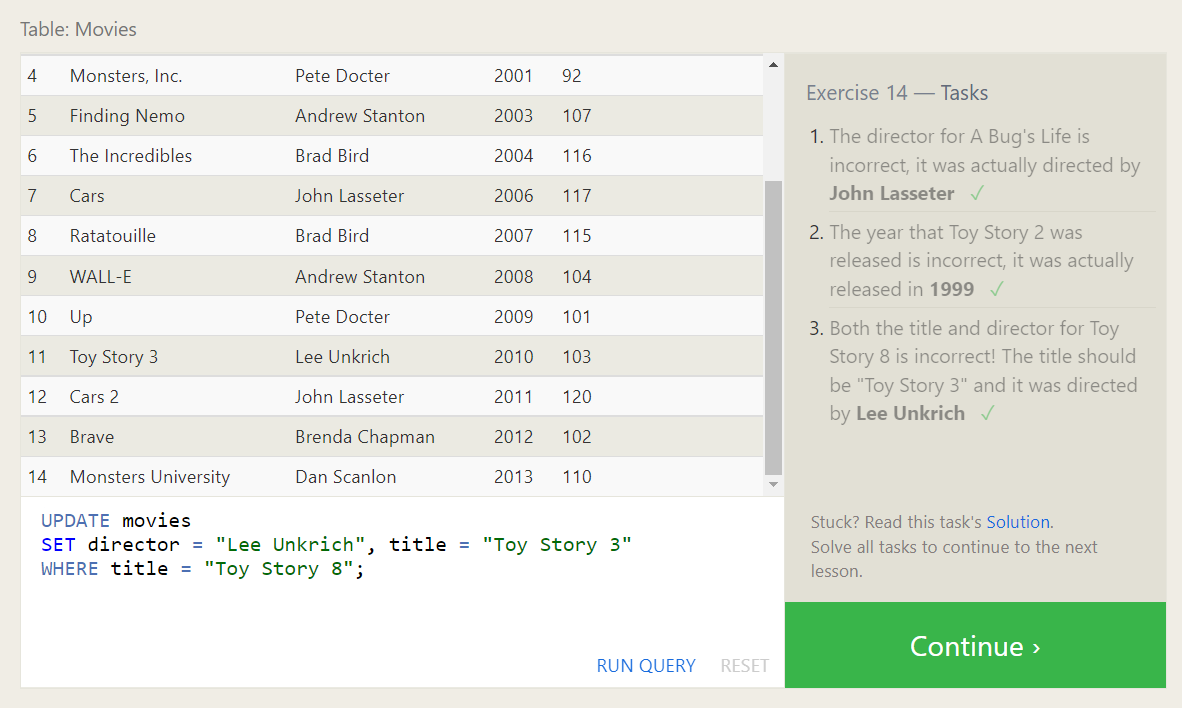 Table: Movies
4 Monsters, Inc. Pete Docter 2001 92
5 Finding Nemo Andrew Stanton 2003 107
6 The Incredibles Brad Bird 2004 116
7 Cars John Lasseter 2006 117
8 Ratatouille Brad Bird 2007 115
9 WALL-E Andrew Stanton 2008 104
10 Up Pete Docter 2009 101
11 Toy Story 3 Lee Unkrich 2010 103
12 Cars 2 John Lasseter 2011 120
13 Brave Brenda Chapman 2012 102
14 Monsters University Dan Scanlon 2013 110
UPDATE movies
SET director = "Lee Unkrich", title = "Toy Story 3"
WHERE title = "Toy Story 8";
RUN QUERY RESET
Exercise 14 — Tasks
1. The director for A Bug's Life is
incorrect, it was actually directed by
John Lasseter ✓
2. The year that Toy Story 2 was
released is incorrect, it was actually
released in 1999 ✓
3. Both the title and director for Toy
Story 8 is incorrect! The title should
be "Toy Story 3" and it was directed
by Lee Unkrich ✓
Stuck? Read this task's Solution.
Solve all tasks to continue to the next
lesson.
Continue ›